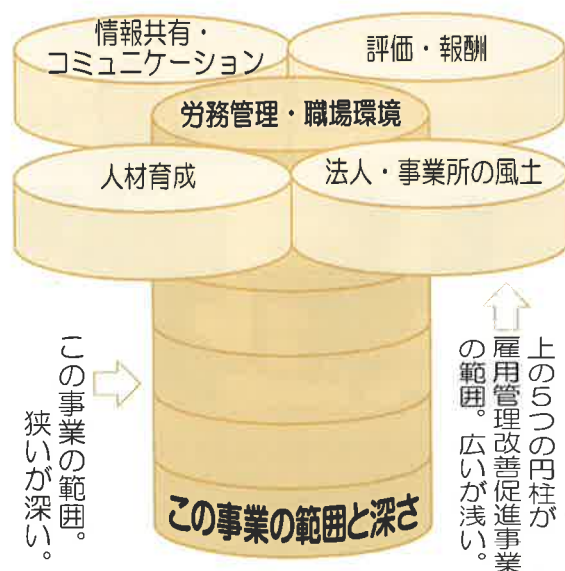 情報共有・
コミュニケーション
評価・報酬
労務管理・職場環境
人材育成
法人・事業所の風土
この事業の範囲。
狭いが深い。
上の5つの円柱が
雇用管理改善促進事業
の範囲。広いが浅い。
この事業の範囲と深さ